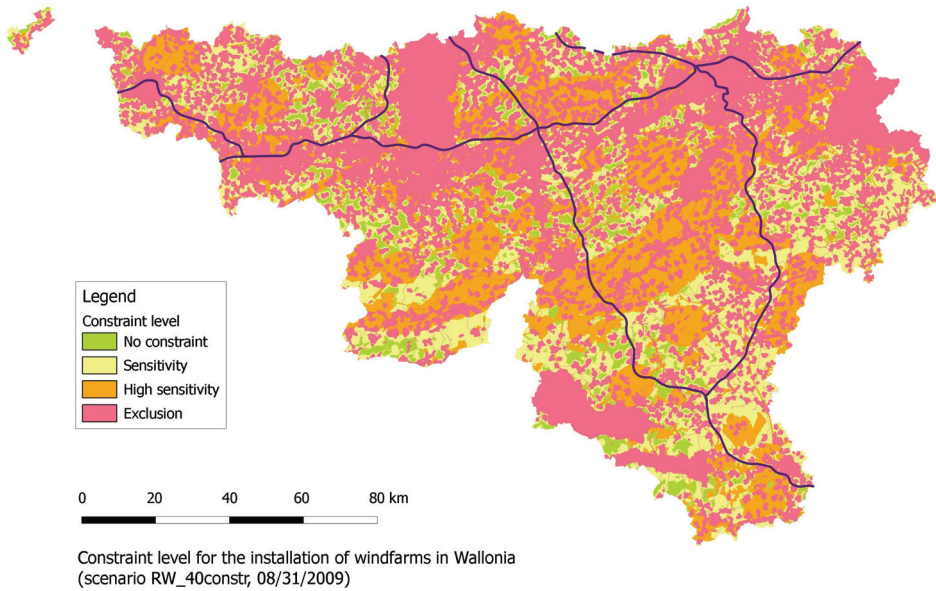 Legend
Constraint level
No constraint
Sensitivity
High sensitivity
Exclusion
0 20 40 60 80 km
Constraint level for the installation of windfarms in Wallonia
(scenario RW_40constr, 08/31/2009)